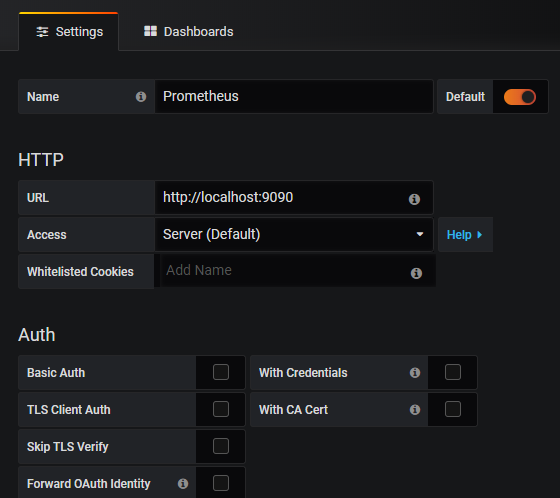 Settings Dashboards
Name Prometheus Default
HTTP
URL http://localhost:9090
Access Server (Default) Help
Whitelisted Cookies Add Name
Auth
Basic Auth With Credentials
TLS Client Auth With CA Cert
Skip TLS Verify
Forward OAuth Identity